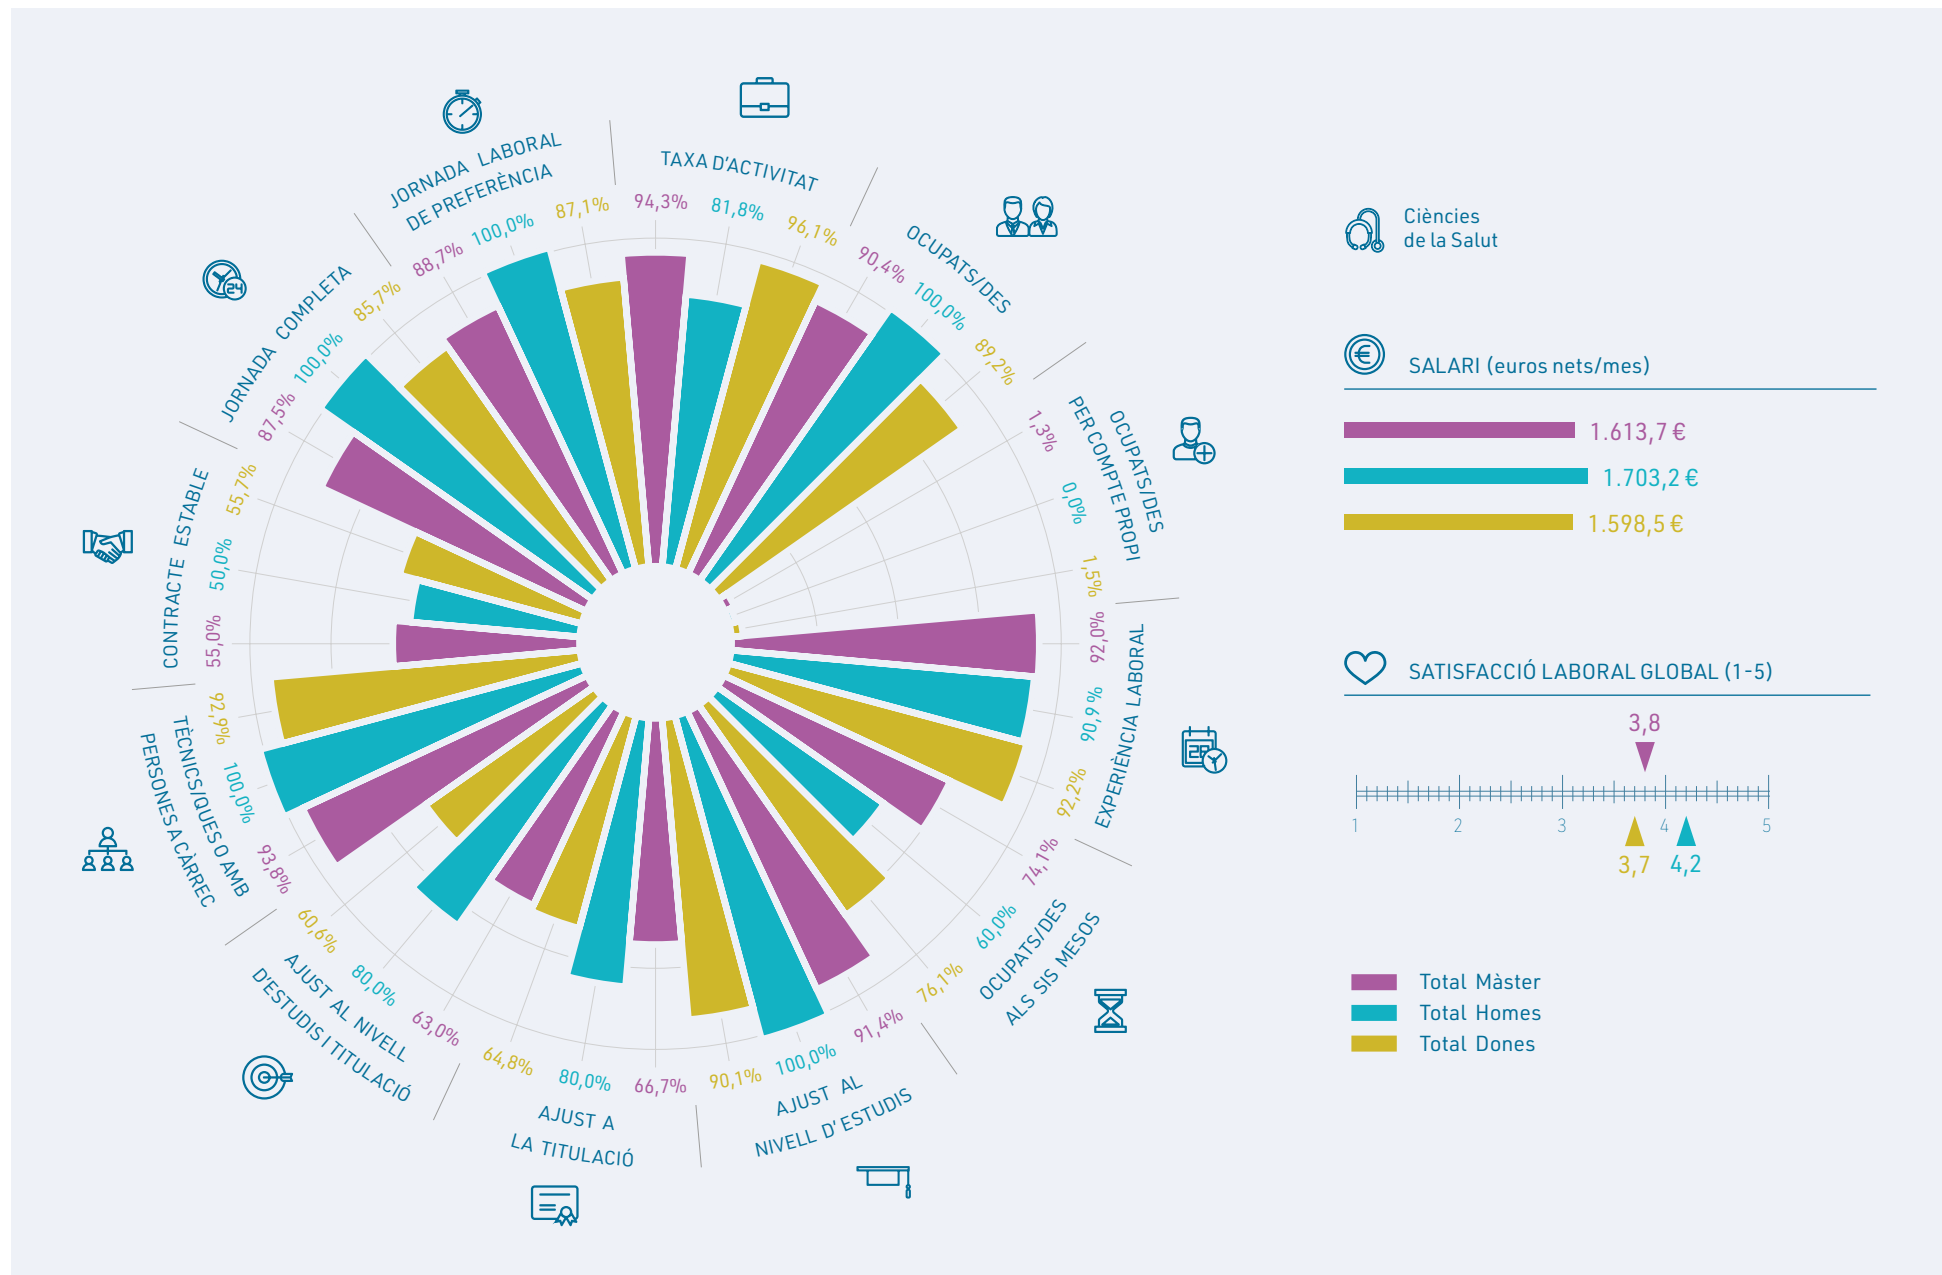 TAXA D'ACTIVITAT
94,3%
81,8%
96,1%
OCUPATS/DES
90,4%
100,0%
89,2%
OCUPATS/DES
PER COMPTE PROPI
1,3%
0,0%
1,5%
EXPERIÈNCIA LABORAL
92,0%
90,9 %
92,2%
OCUPATS/DES
ALS SIS MESOS
74,1%
60,0%
76,1%
AJUST AL
NIVELL D' ESTUDIS
91,4%
100,0%
90,1%
AJUST A
LA TITULACIÓ
66,7%
80,0%
64,8%
AJUST AL NIVELL
D'ESTUDIS I TITULACIÓ
63,0%
80,0%
60,6%
TÈCNICS/QUES O AMB
PERSONES A CÀRREC
93,8%
100,0%
92,9%
CONTRACTE ESTABLE
55,0%
50,0%
55,7%
JORNADA COMPLETA
87,5%
100,0%
85,7%
JORNADA LABORAL
DE PREFERÈNCIA
88,7%
100,0%
87,1%
24
28
Ciències
de la Salut
€
SALARI (euros nets/mes)
1.613,7 €
1.703,2 €
1.598,5 €
SATISFACCIÓ LABORAL GLOBAL (1-5)
3,8
1 2 3 4 5
3,7 4,2
Total Màster
Total Homes
Total Dones